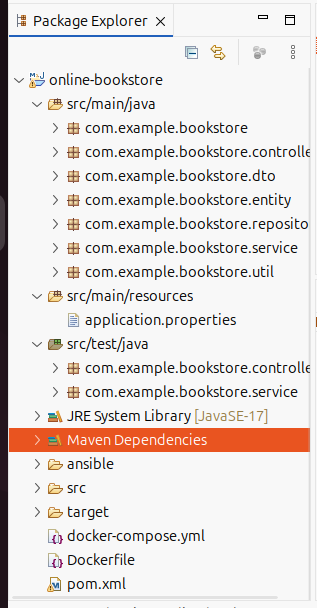 Package Explorer
online-bookstore
src/main/java
com.example.bookstore
com.example.bookstore.controlle
com.example.bookstore.dto
com.example.bookstore.entity
com.example.bookstore.reposito
com.example.bookstore.service
com.example.bookstore.util
src/main/resources
application.properties
src/test/java
com.example.bookstore.controlle
com.example.bookstore.service
JRE System Library [JavaSE-17]
Maven Dependencies
ansible
src
target
docker-compose.yml
Dockerfile
pom.xml